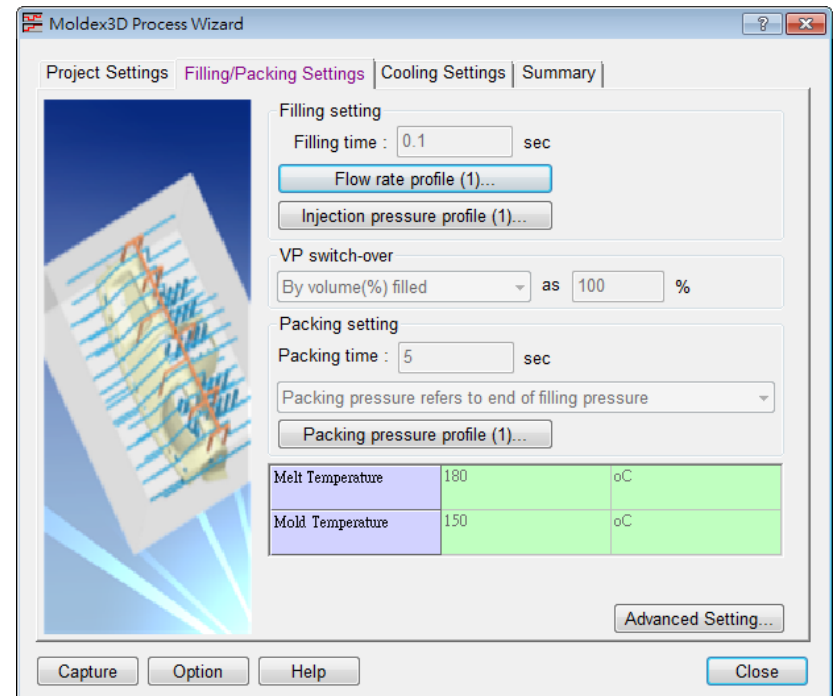 Moldex3D Process Wizard
?
Project Settings Filling/Packing Settings Cooling Settings Summary
Filling setting
Filling time : 0.1 sec
Flow rate profile (1)...
Injection pressure profile (1)...
VP switch-over
By volume(%) filled as 100 %
Packing setting
Packing time : 5 sec
Packing pressure refers to end of filling pressure
Packing pressure profile (1)...
Melt Temperature 180 oC
Mold Temperature 150 oC
Advanced Setting...
Capture Option Help Close